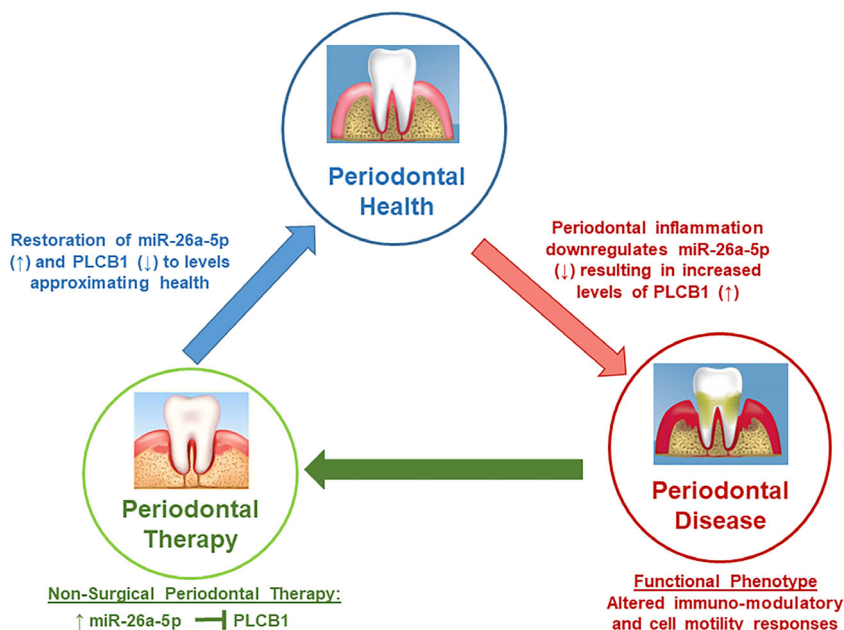 Periodontal
Health
Restoration of miR-26a-5p
(↑) and PLCB1 (↓) to levels
approximating health
Periodontal inflammation
downregulates miR-26a-5p
(↓) resulting in increased
levels of PLCB1 (↑)
Periodontal
Therapy
Periodontal
Disease
Non-Surgical Periodontal Therapy:
↑ miR-26a-5p ⊣ PLCB1
Functional Phenotype
Altered immuno-modulatory
and cell motility responses